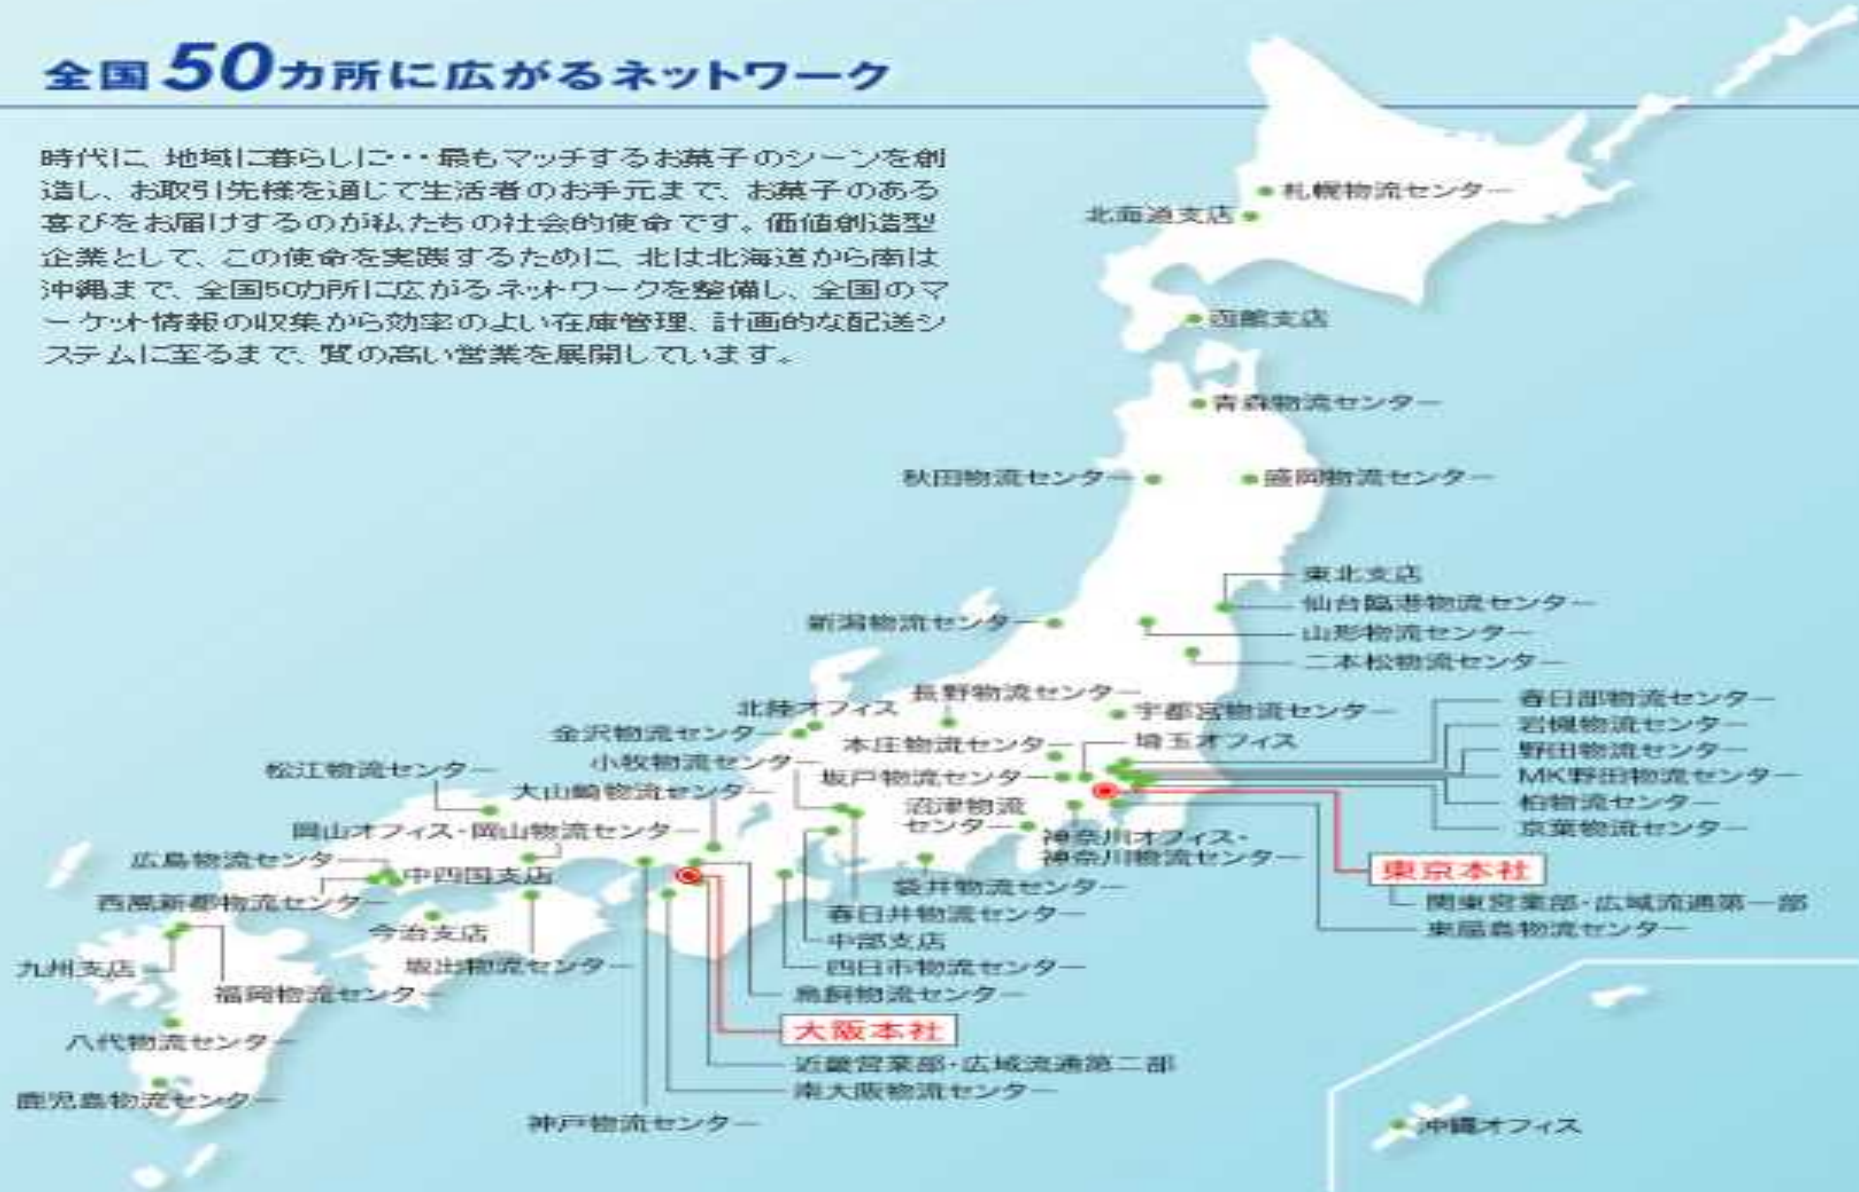 全国50カ所に広がるネットワーク
時代に、地域に暮らしに・・・最もマッチするお菓子のシーンを創
造し、お取引先様を通じて生活者のお手元まで、お菓子のある
喜びをお届けするのが私たちの社会的使命です。価値創造型
企業として、この使命を実践するために、北は北海道から南は
沖縄まで、全国50カ所に広がるネットワークを整備し、全国のマ
ーケット情報の収集から効率のよい在庫管理、計画的な配送シ
ステムに至るまで、質の高い営業を展開しています。
札幌物流センター
北海道支店
函館支店
青森物流センター
秋田物流センター
盛岡物流センター
東北支店
仙台臨港物流センター
新潟物流センター
山形物流センター
二本松物流センター
長野物流センター
春日部物流センター
北陸オフィス
宇都宮物流センター
岩槻物流センター
金沢物流センター
本庄物流センター
埼玉オフィス
野田物流センター
小牧物流センター
松江物流センター
坂戸物流センター
MK野田物流センター
大山崎物流センター
沼津物流
センター
柏物流センター
岡山オフィス・岡山物流センター
神奈川オフィス・
神奈川物流センター
京葉物流センター
広島物流センター
中四国支店
東京本社
袋井物流センター
西風新都物流センター
関東営業部・広域流通第一部
春日井物流センター
今治支店
東扇島物流センター
中部支店
九州支店
坂出物流センター
四日市物流センター
福岡物流センター
鳥飼物流センター
大阪本社
八代物流センター
近畿営業部・広域流通第二部
南大阪物流センター
鹿児島物流センター
神戸物流センター
沖縄オフィス